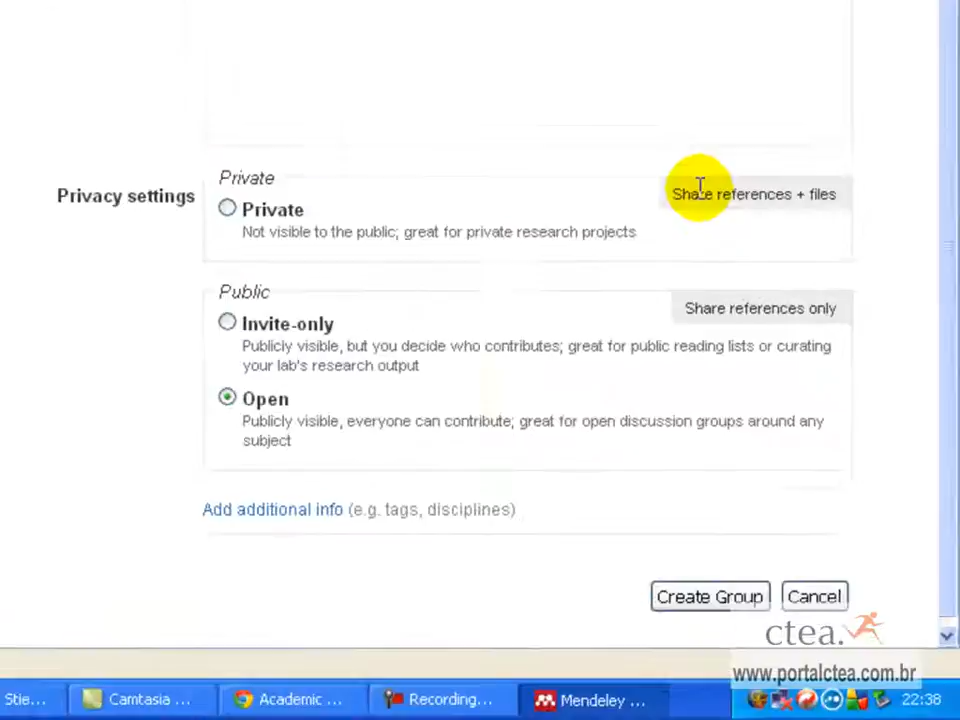 Private
Privacy settings
Share references + files
Private
Not visible to the public; great for private research projects
Public
Share references only
Invite-only
Publicly visible, but you decide who contributes; great for public reading lists or curating
your lab's research output
Open
Publicly visible, everyone can contribute; great for open discussion groups around any
subject
Add additional info (e.g. tags, disciplines)
Create Group
Cancel
ctea.
www.portalctea.com.br
Stie...
Camtasia ...
Academic ...
Recording...
Mendeley ...
22:38